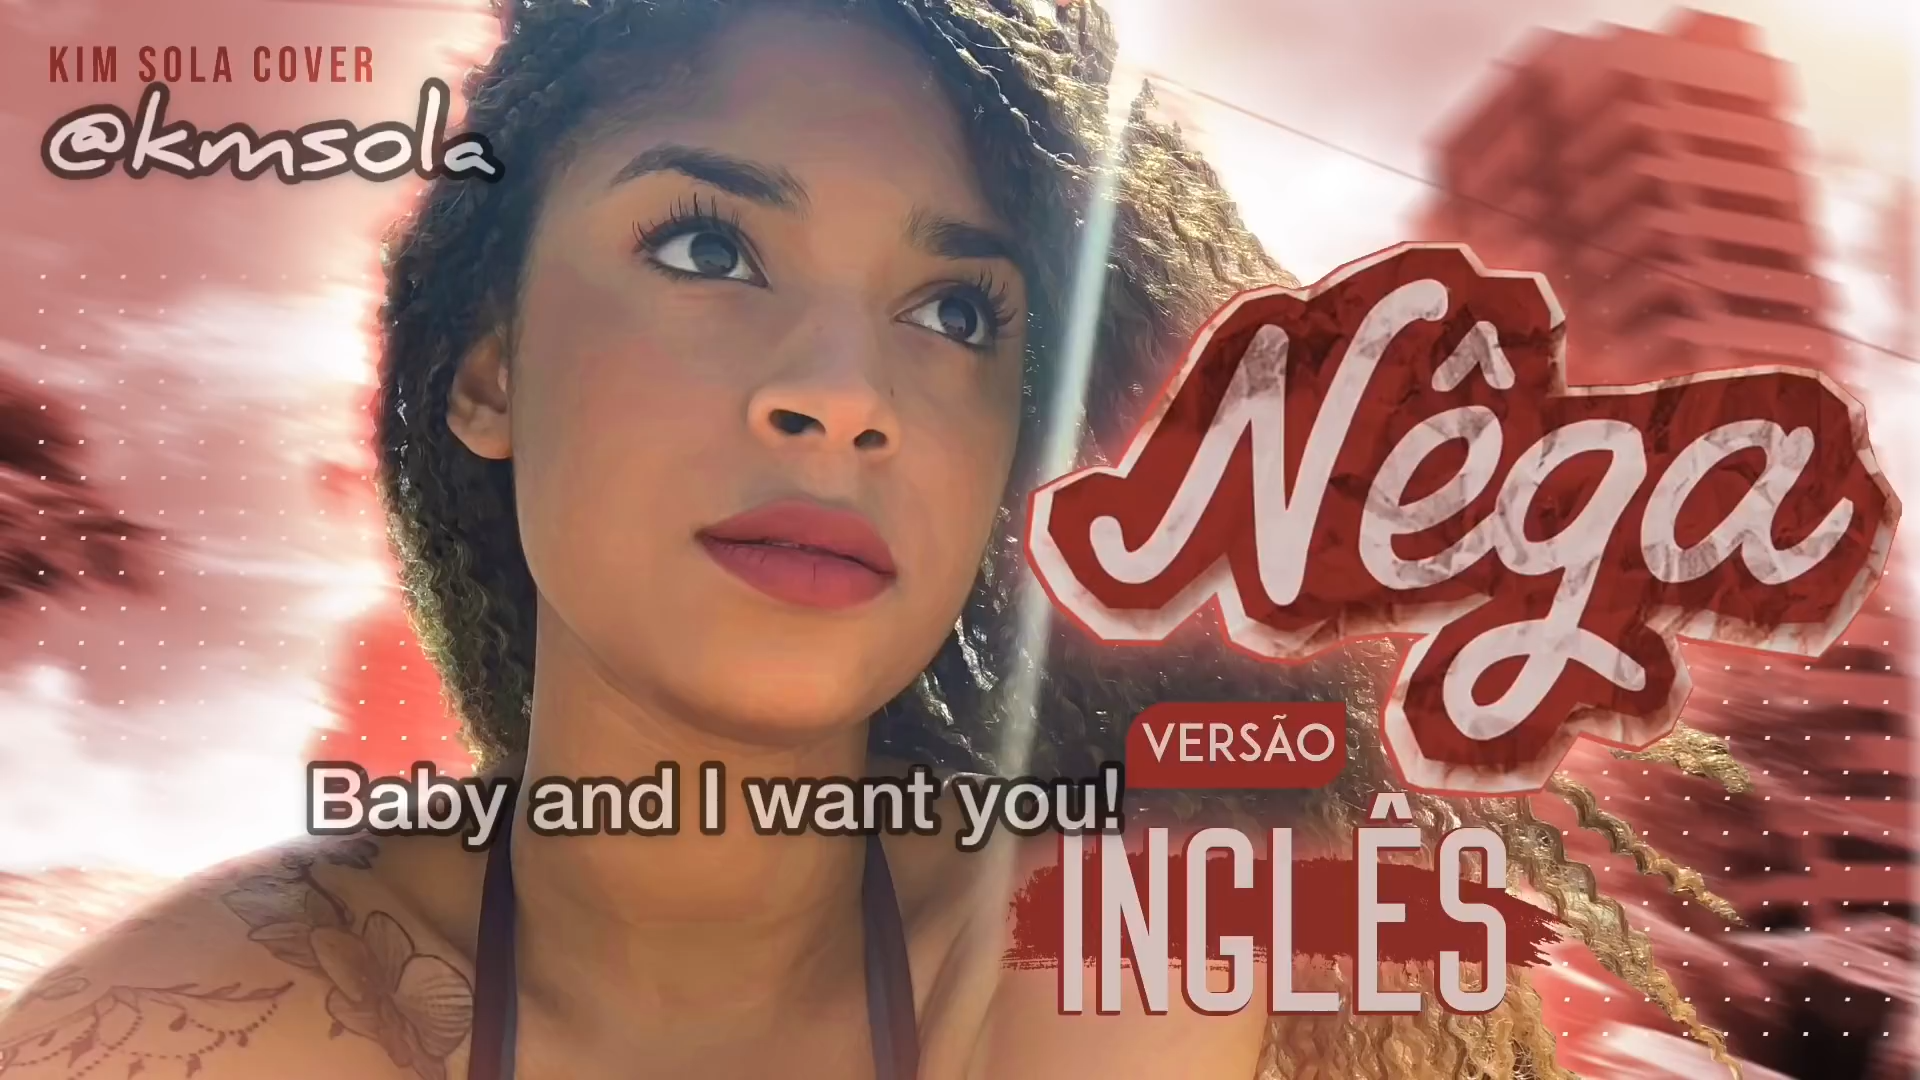 KIM SOLA COVER
@kmsola
Nêga
VERSÃO
Baby and I want you!
INGLÊS